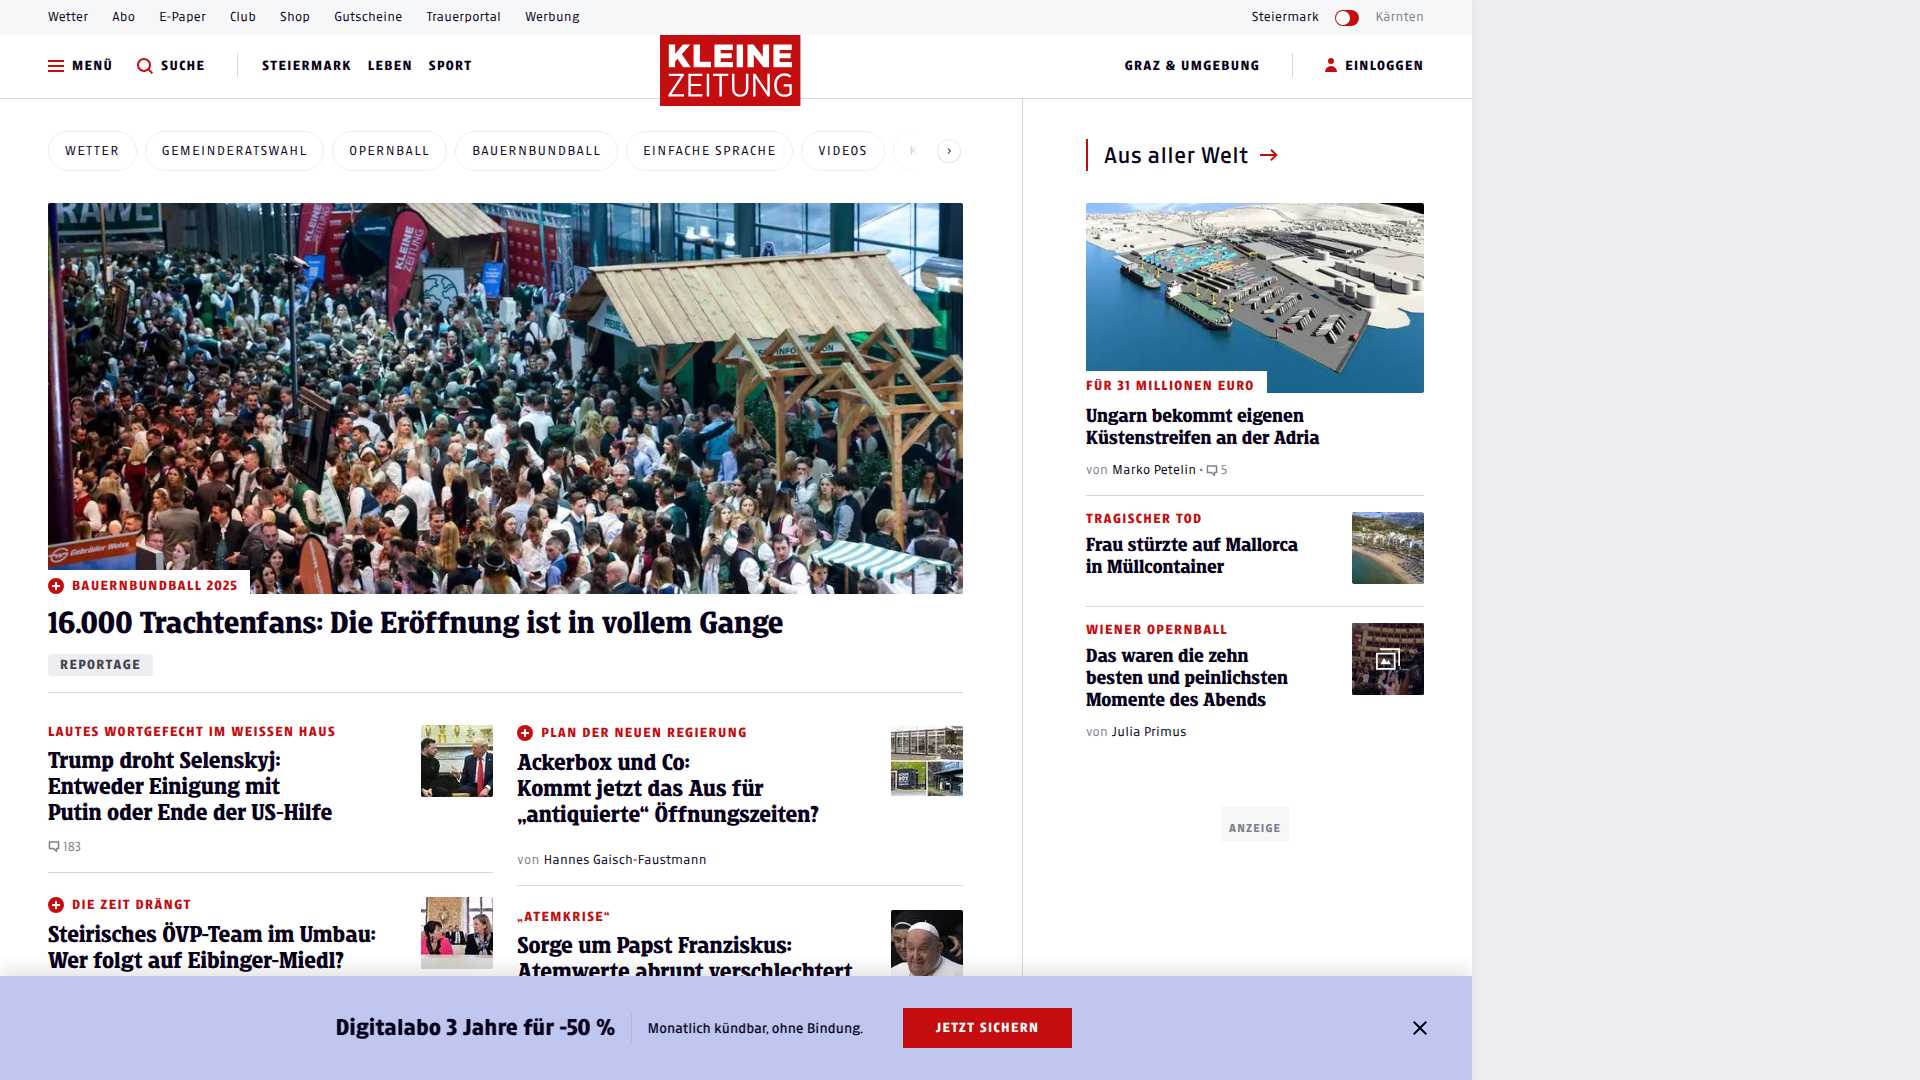 Wetter Abo E-Paper Club Shop Gutscheine Trauerportal Werbung Steiermark Kärnten
MENÜ SUCHE STEIERMARK LEBEN SPORT KLEINE ZEITUNG GRAZ & UMGEBUNG EINLOGGEN
WETTER GEMEINDERATSWAHL OPERNBALL BAUERNBUNDBALL EINFACHE SPRACHE VIDEOS K
KLEINE ZEITUNG
KLEINE ZEITUNG
Gebrüder Weiss
BAUERNBUNDBALL 2025
16.000 Trachtenfans: Die Eröffnung ist in vollem Gange
REPORTAGE
LAUTES WORTGEFECHT IM WEISSEN HAUS
Trump droht Selenskyj:
Entweder Einigung mit
Putin oder Ende der US-Hilfe
183
PLAN DER NEUEN REGIERUNG
Ackerbox und Co:
Kommt jetzt das Aus für
„antiquierte“ Öffnungszeiten?
von Hannes Gaisch-Faustmann
DIE ZEIT DRÄNGT
Steirisches ÖVP-Team im Umbau:
Wer folgt auf Eibinger-Miedl?
„ATEMKRISE“
Sorge um Papst Franziskus:
Atemwerte abrupt verschlechtert
Aus aller Welt
FÜR 31 MILLIONEN EURO
Ungarn bekommt eigenen
Küstenstreifen an der Adria
von Marko Petelin • 5
TRAGISCHER TOD
Frau stürzte auf Mallorca
in Müllcontainer
WIENER OPERNBALL
Das waren die zehn
besten und peinlichsten
Momente des Abends
von Julia Primus
ANZEIGE
Digitalabo 3 Jahre für -50 % Monatlich kündbar, ohne Bindung. JETZT SICHERN